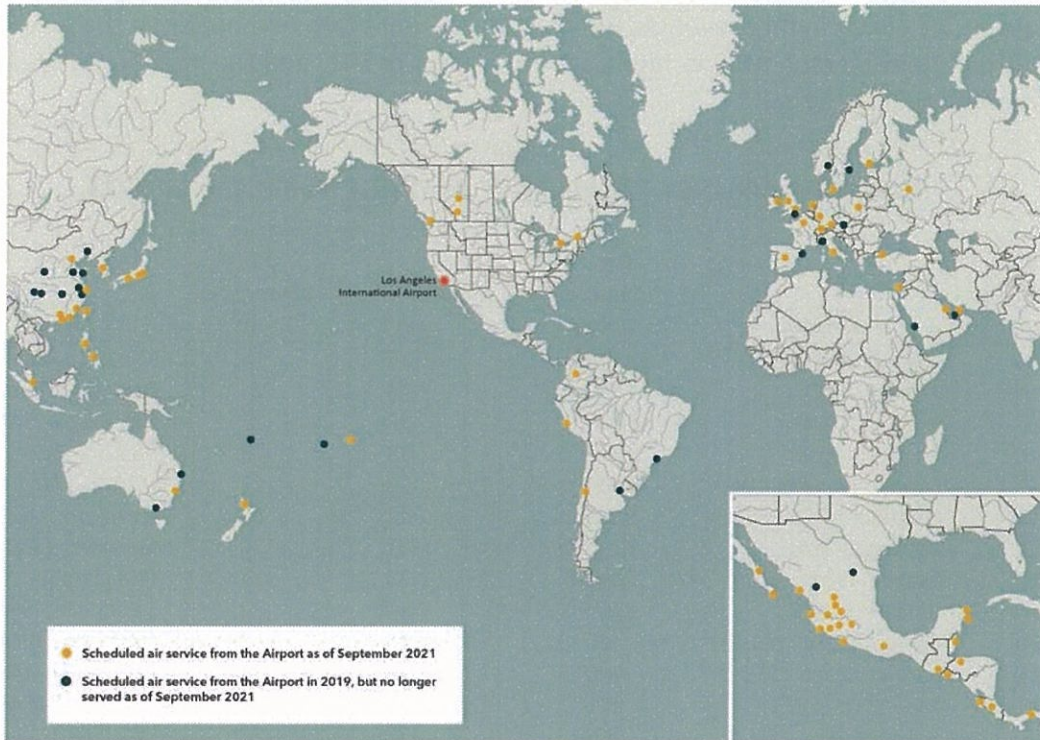 Los Angeles
International Airport
Scheduled air service from the Airport as of September 2021
Scheduled air service from the Airport in 2019, but no longer
served as of September 2021